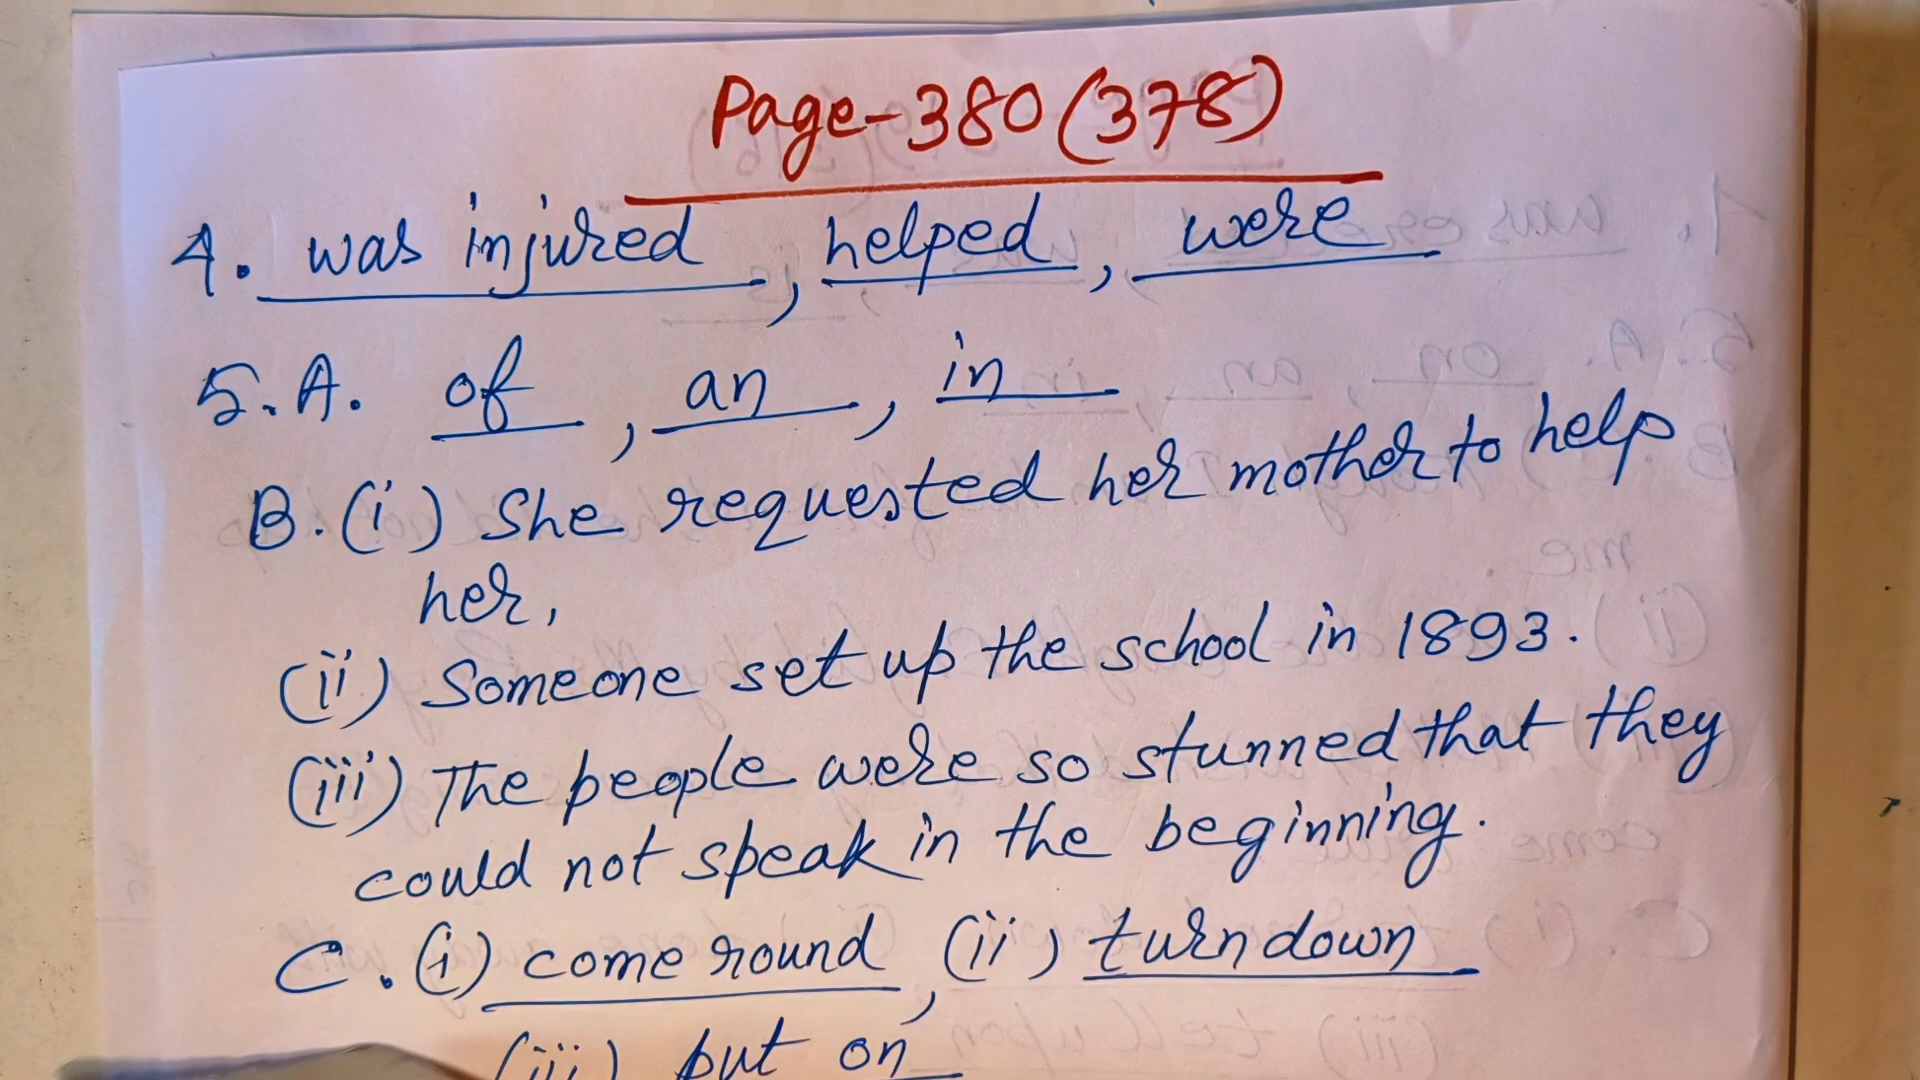 Page-380 (378)
4. was injured, helped, were
5. A. of, an, in
B. (i) She requested her mother to help
her.
(ii) Someone set up the school in 1893.
(iii) The people were so stunned that they
could not speak in the beginning.
C. (i) come round, (ii) turn down
(iii) put on